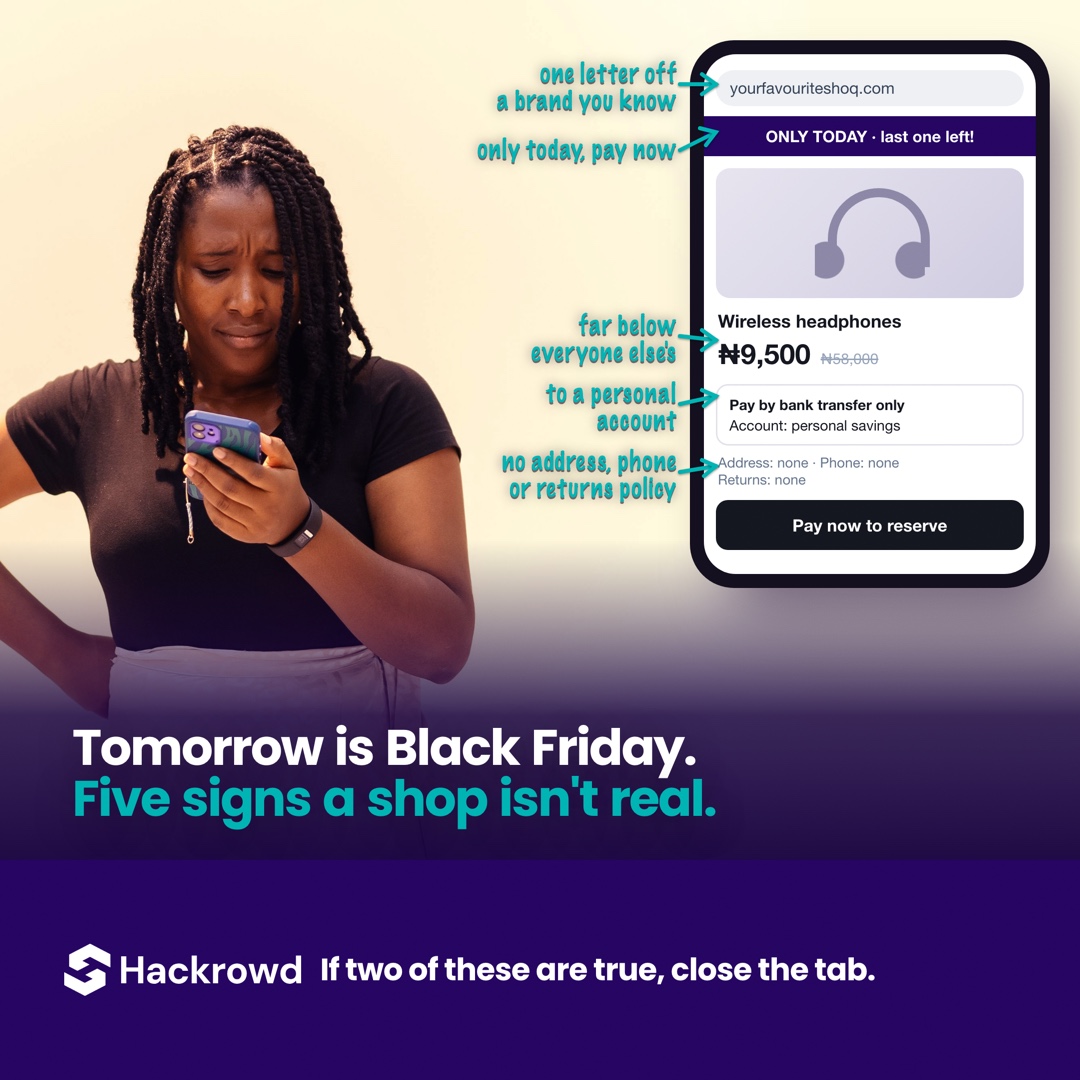 one letter off
a brand you know
only today, pay now
far below
everyone else's
to a personal
account
no address, phone
or returns policy
yourfavouriteshoq.com
ONLY TODAY · last one left!
Wireless headphones
₦9,500 ₦58,000
Pay by bank transfer only
Account: personal savings
Address: none · Phone: none
Returns: none
Pay now to reserve
Tomorrow is Black Friday.
Five signs a shop isn't real.
Hackrowd If two of these are true, close the tab.